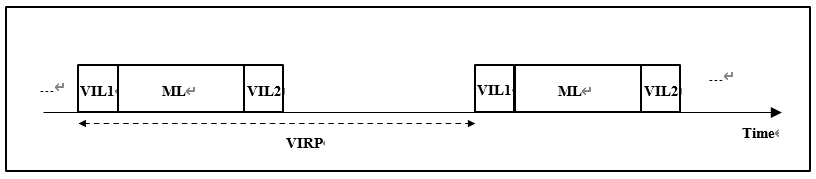 ---↵ VIL1 ML↵ VIL2 VIL1 ML↵ VIL2 ---↵
VIRP
Time